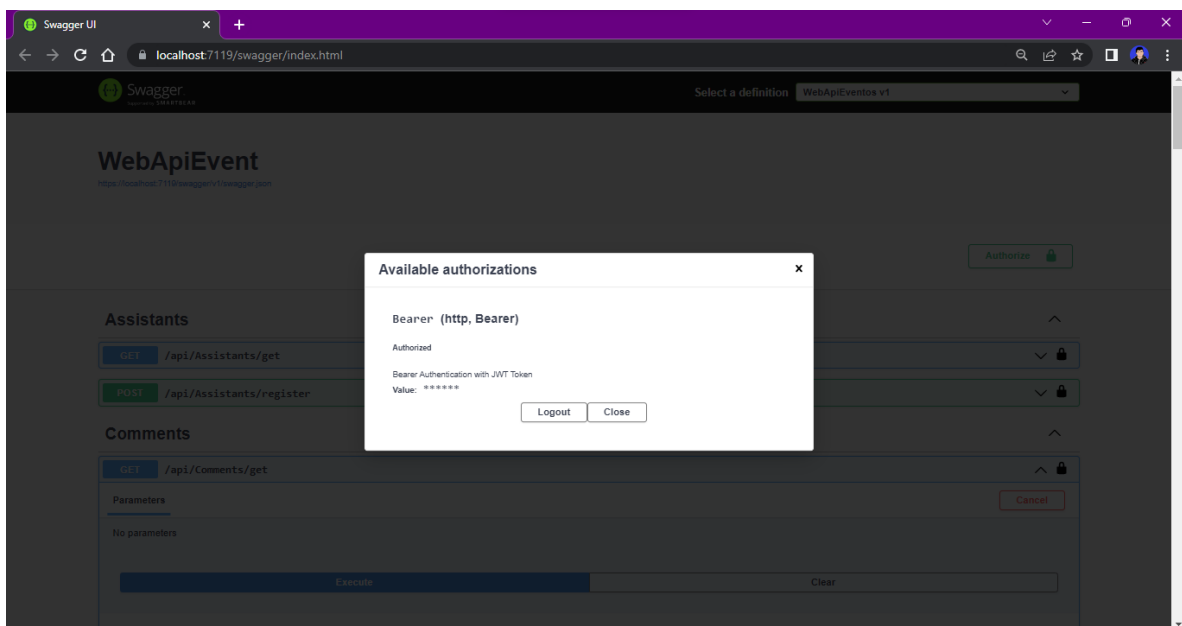 Swagger UI
localhost:7119/swagger/index.html
Swagger.
SMARTBEAR
Select a definition
WebApiEventos v1
WebApiEvent
https://localhost:7119/swagger/v1/swagger.json
Authorize
Available authorizations
x
Bearer (http, Bearer)
Authorized
Bearer Authentication with JWT Token
Value: ******
Logout
Close
Assistants
GET /api/Assistants/get
POST /api/Assistants/register
Comments
GET /api/Comments/get
Parameters
Cancel
No parameters
Execute
Clear